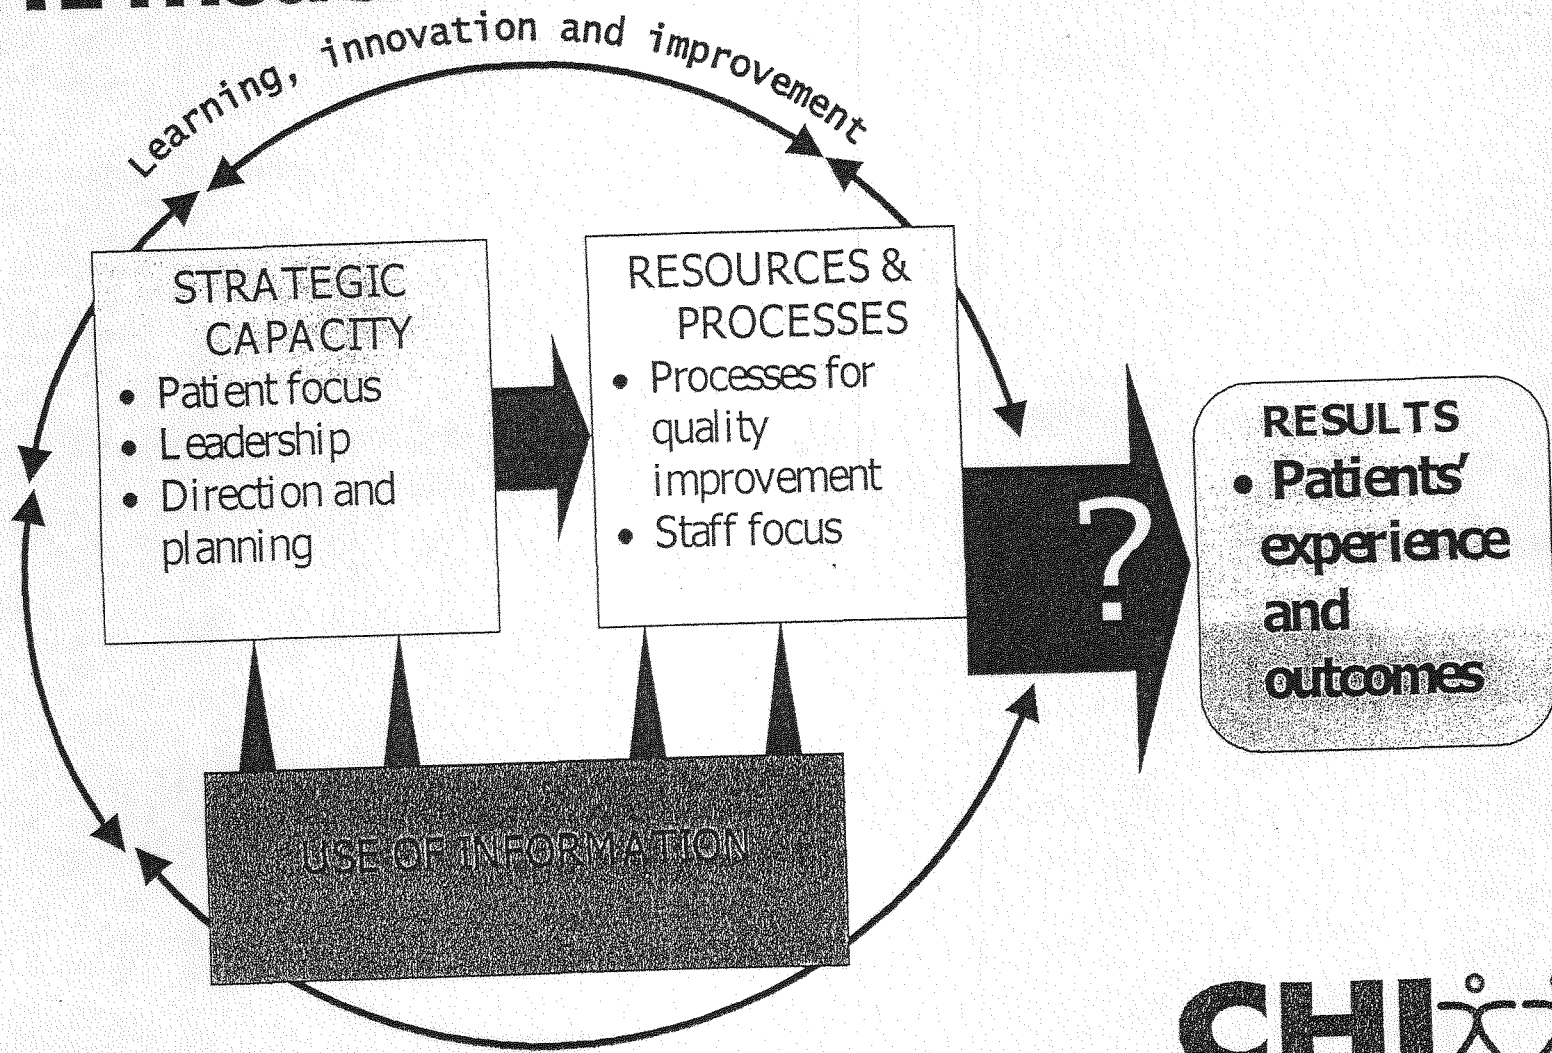 Learning, innovation and improvement
STRATEGIC
CAPACITY
• Patient focus
• Leadership
• Direction and
planning
RESOURCES &
PROCESSES
• Processes for
quality
improvement
• Staff focus
?
RESULTS
• Patients'
experience
and
outcomes
USE OF INFORMATION
CHI